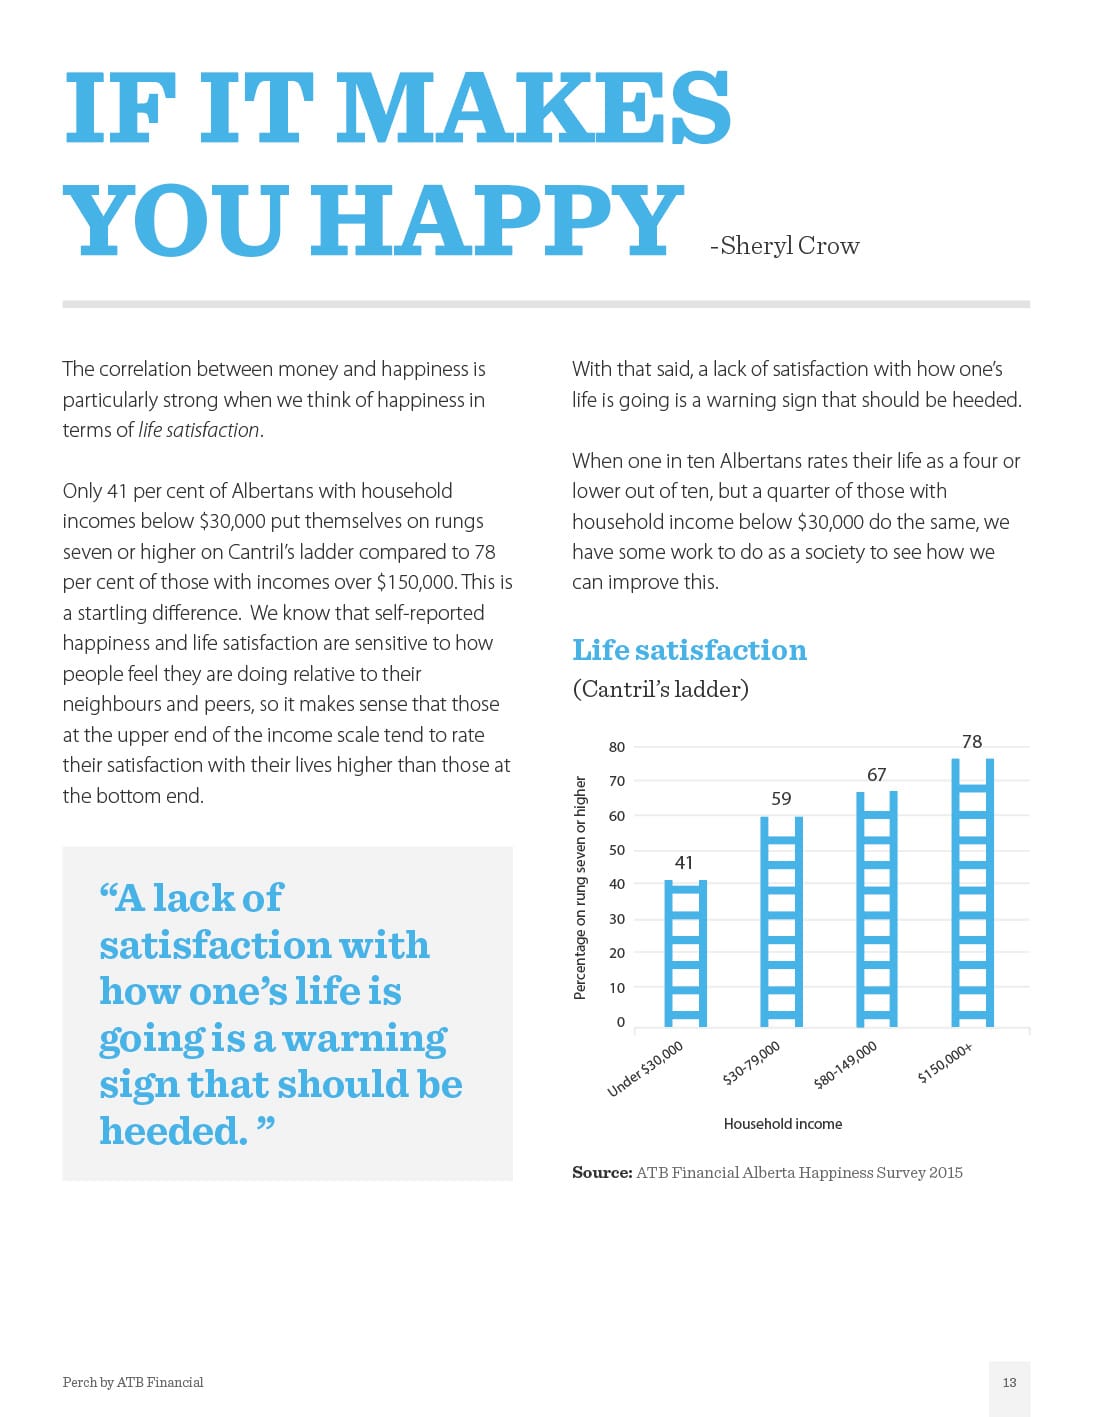 IF IT MAKES
YOU HAPPY -Sheryl Crow
The correlation between money and happiness is
particularly strong when we think of happiness in
terms of life satisfaction.
Only 41 per cent of Albertans with household
incomes below $30,000 put themselves on rungs
seven or higher on Cantril’s ladder compared to 78
per cent of those with incomes over $150,000. This is
a startling difference.  We know that self-reported
happiness and life satisfaction are sensitive to how
people feel they are doing relative to their
neighbours and peers, so it makes sense that those
at the upper end of the income scale tend to rate
their satisfaction with their lives higher than those at
the bottom end.
“A lack of
satisfaction with
how one’s life is
going is a warning
sign that should be
heeded. ”
With that said, a lack of satisfaction with how one’s
life is going is a warning sign that should be heeded.
When one in ten Albertans rates their life as a four or
lower out of ten, but a quarter of those with
household income below $30,000 do the same, we
have some work to do as a society to see how we
can improve this.
Life satisfaction
(Cantril’s ladder)
Percentage on rung seven or higher
80
70
60
50
40
30
20
10
0
41
59
67
78
Under $30,000
$30-79,000
$80-149,000
$150,000+
Household income
Source: ATB Financial Alberta Happiness Survey 2015
Perch by ATB Financial
13